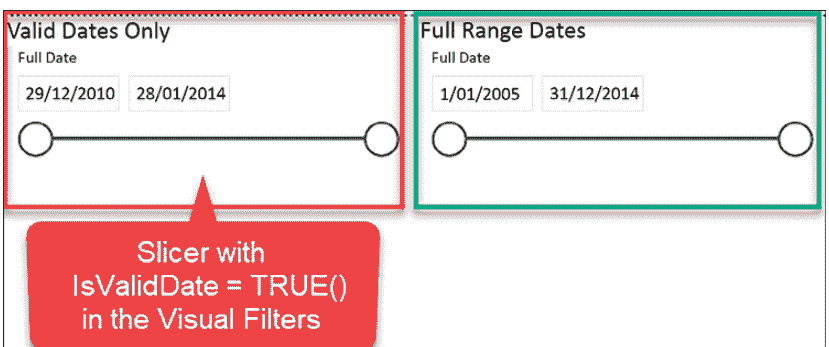 Valid Dates Only
Full Date
29/12/2010 28/01/2014
Full Range Dates
Full Date
1/01/2005 31/12/2014
Slicer with
IsValidDate = TRUE()
in the Visual Filters